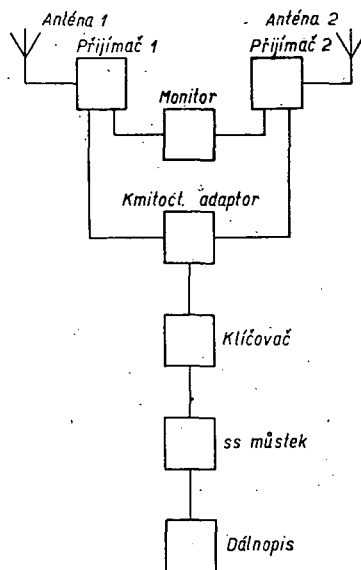 Anténa 1
Anténa 2
Přijímač 1
Přijímač 2
Monitor
Kmitočt. adaptor
Klíčovač
ss můstek
Dálnopis